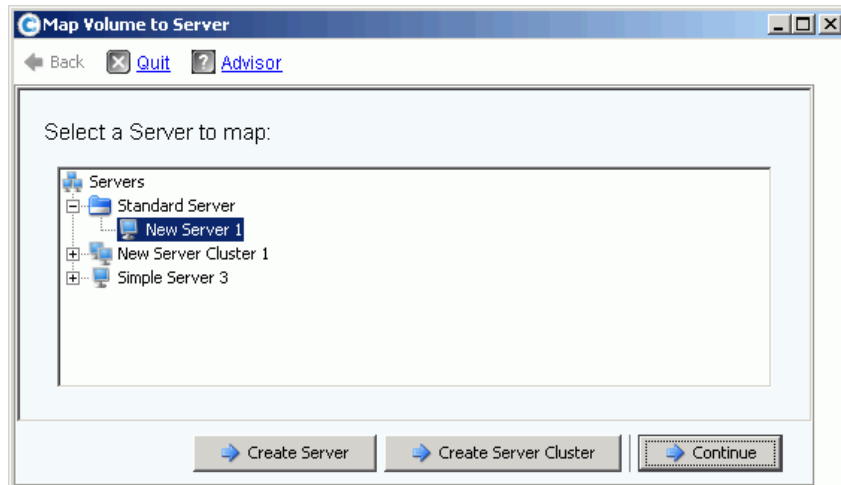 Map Volume to Server
Back Quit ? Advisor
Select a Server to map:
Servers
Standard Server
New Server 1
New Server Cluster 1
Simple Server 3
Create Server Create Server Cluster Continue